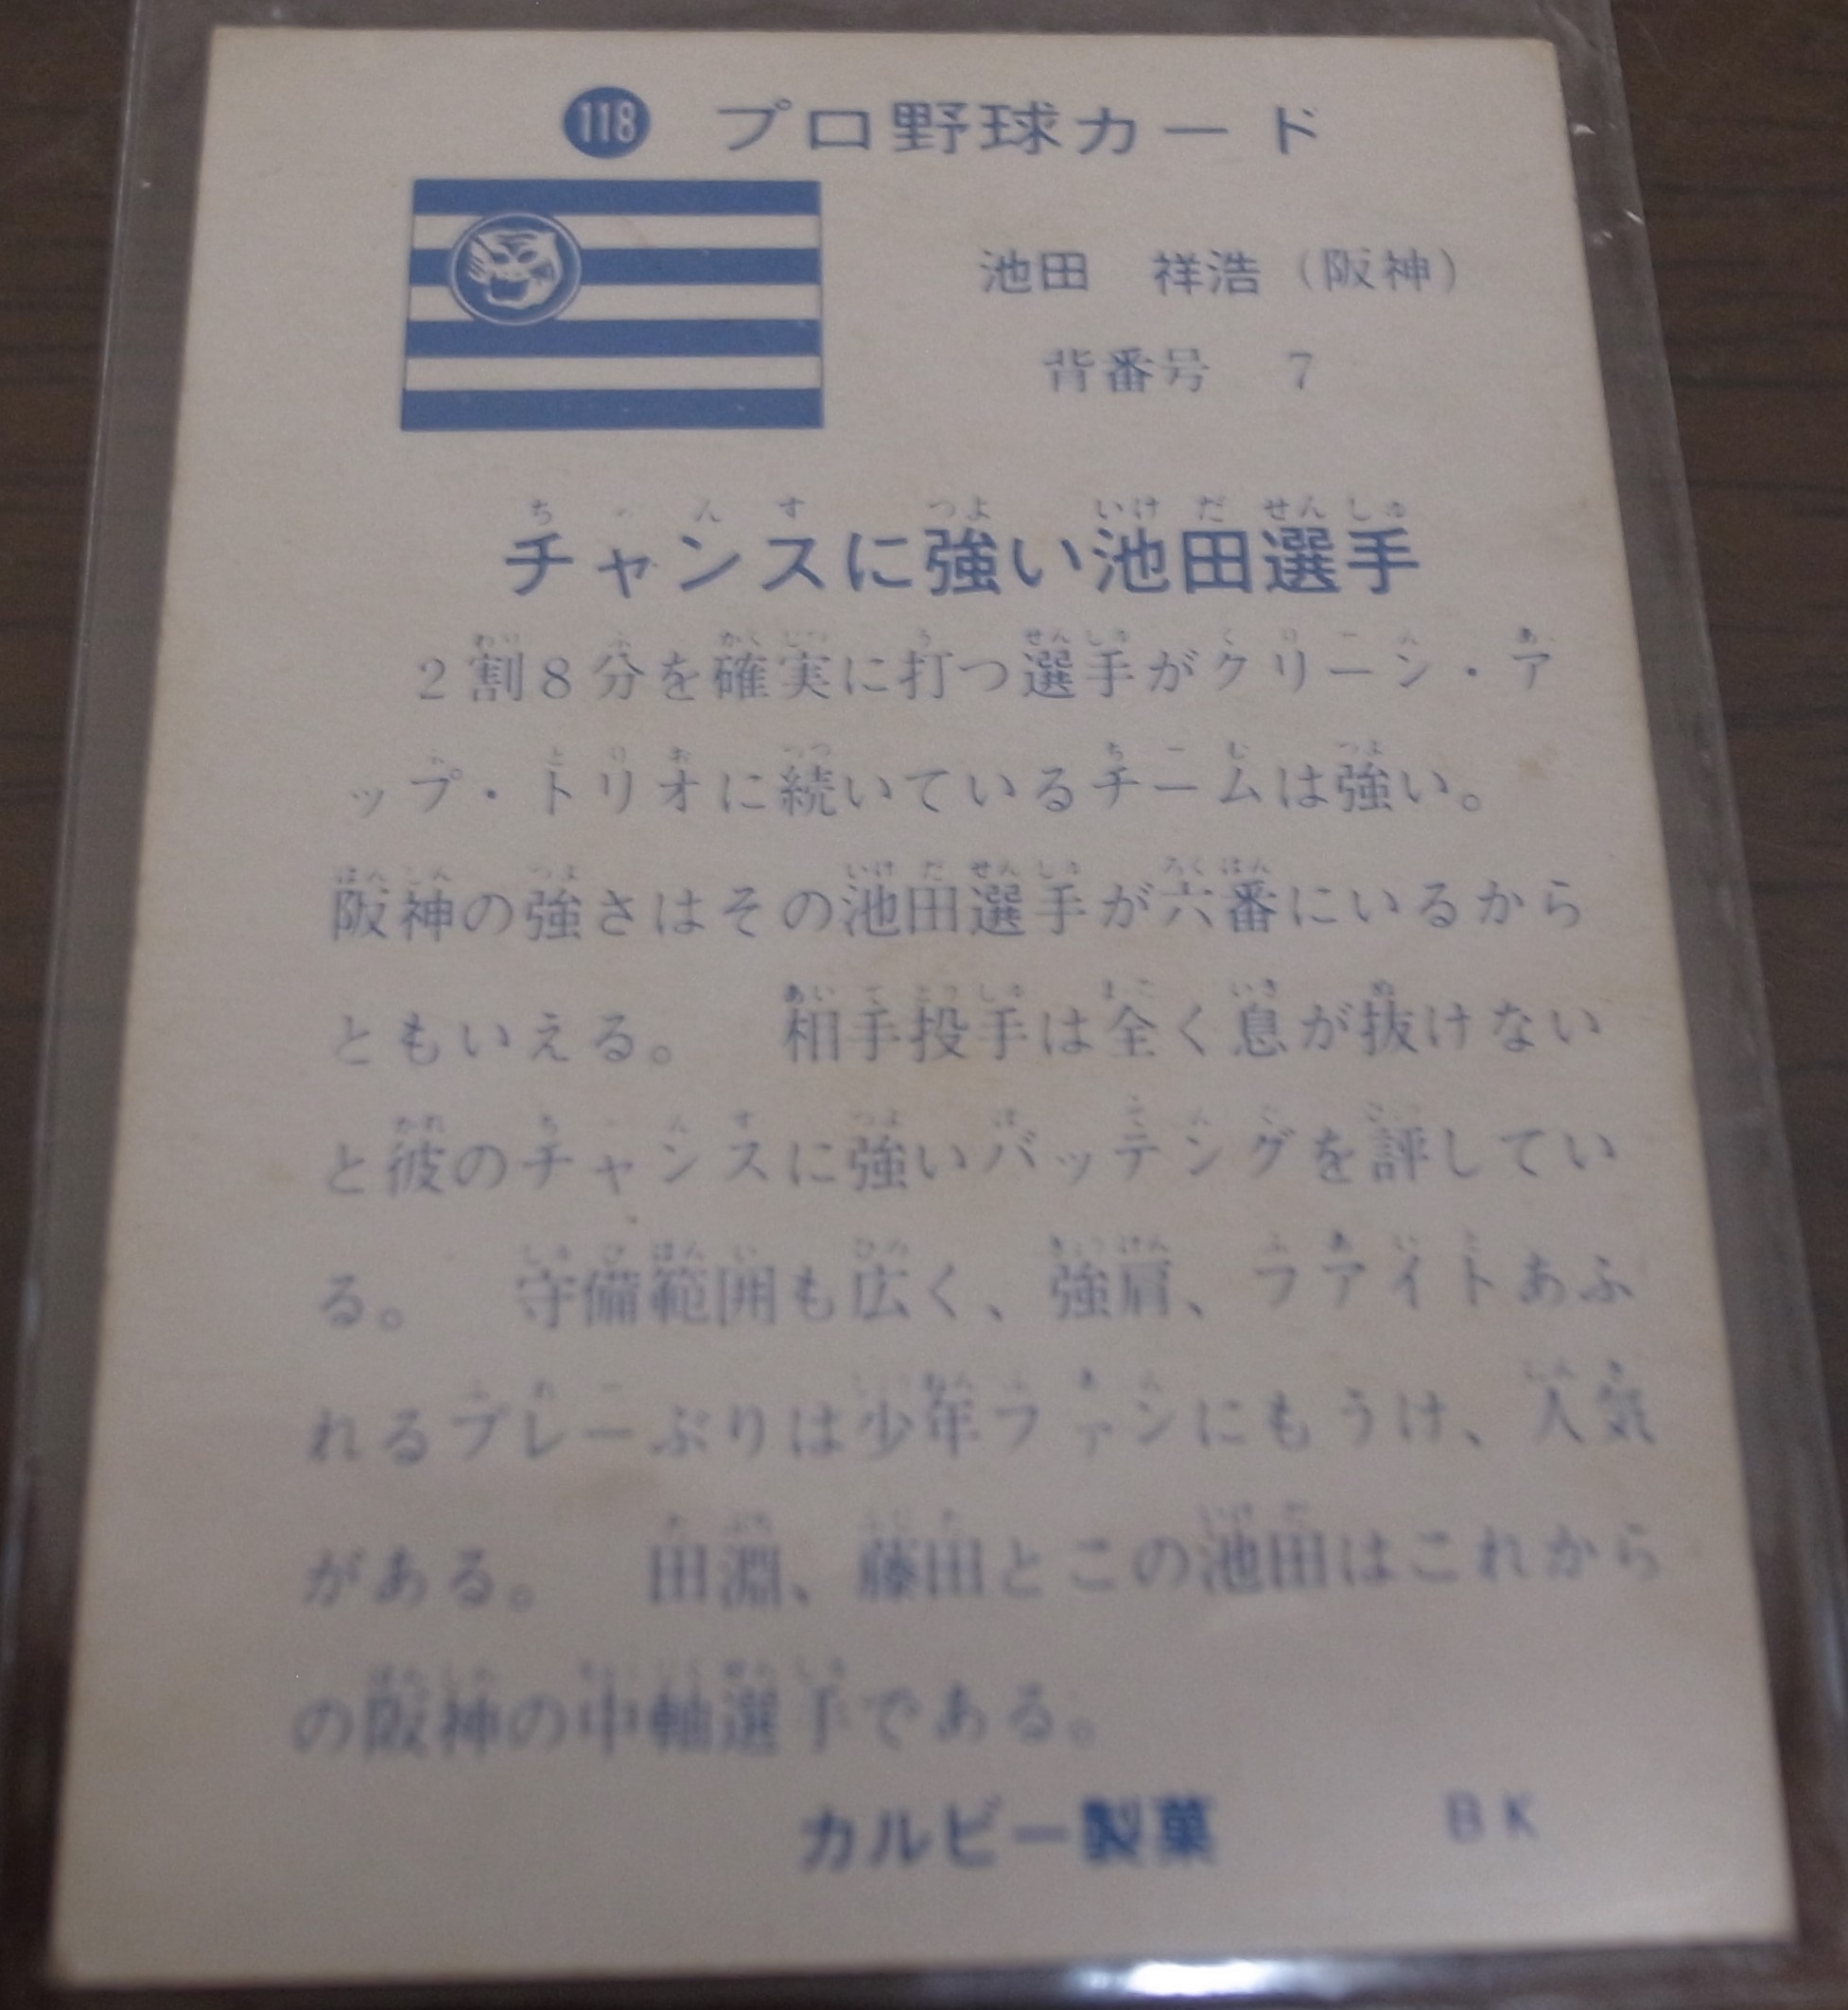 118 プロ野球カード
池田 祥浩(阪神)
背番号 7
チャンスに強い池田選手
2割8分を確実に打つ選手がクリーン・ア
ップ・トリオに続いているチームは強い。
阪神の強さはその池田選手が六番にいるから
ともいえる。 相手投手は全く息が抜けない
と彼のチャンスに強いバッテングを評してい
る。 守備範囲も広く、強肩、ファイトあふ
れるプレーぶりは少年ファンにもうけ、人気
がある。 田淵、藤田とこの池田はこれから
の阪神の中軸選手である。
カルビー製菓 BK